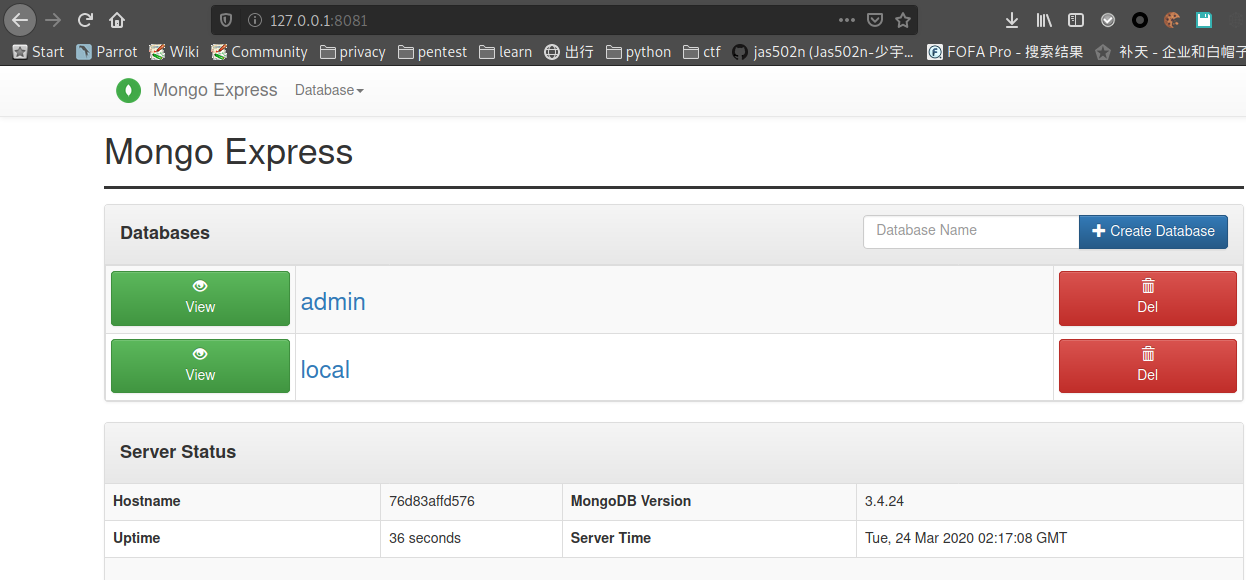 127.0.0.1:8081
Start Parrot Wiki Community privacy pentest learn 出行 python ctf jas502n (Jas502n-少宇... FOFA Pro - 搜索结果 补天 - 企业和白帽子
Mongo Express Database
Mongo Express
Databases Database Name Create Database
View admin Del
View local Del
Server Status
Hostname 76d83affd576 MongoDB Version 3.4.24
Uptime 36 seconds Server Time Tue, 24 Mar 2020 02:17:08 GMT